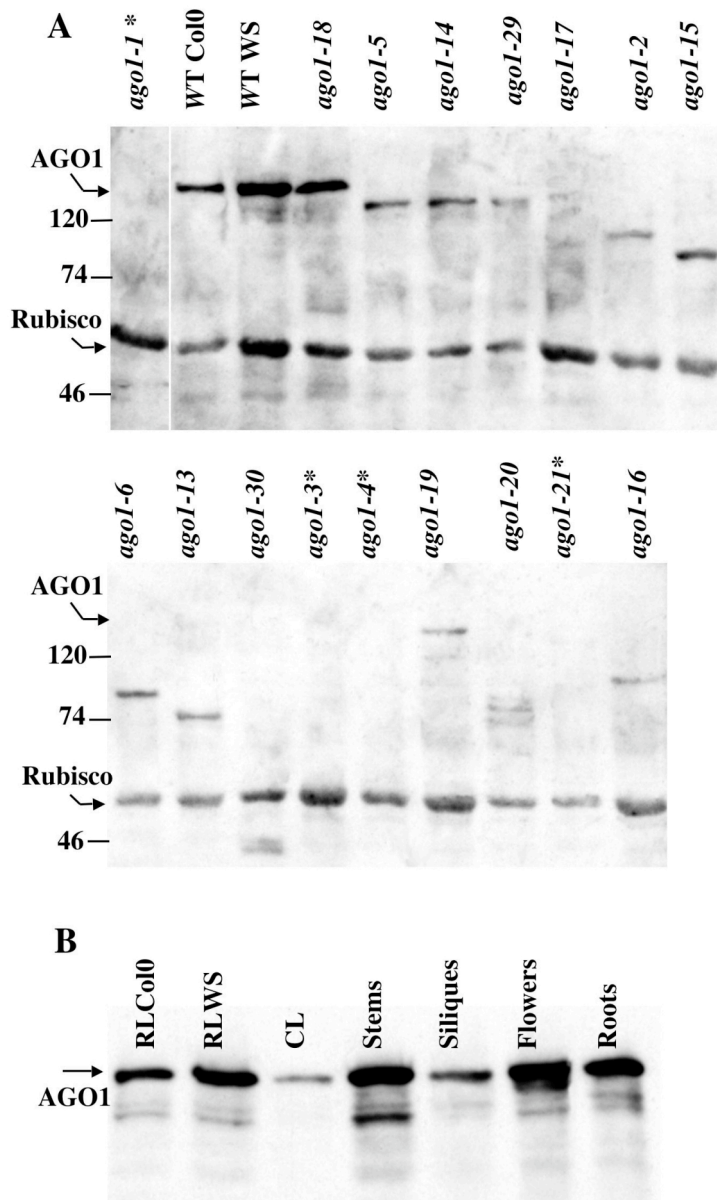 A
ago1-1 * WT Col0 WT WS ago1-18 ago1-5 ago1-14 ago1-29 ago1-17 ago1-2 ago1-15
AGO1
120
74
Rubisco
46
ago1-6 ago1-13 ago1-30 ago1-3* ago1-4* ago1-19 ago1-20 ago1-21* ago1-16
AGO1
120
74
Rubisco
46
B
RLCol0 RLWS CL Stems Siliques Flowers Roots
AGO1